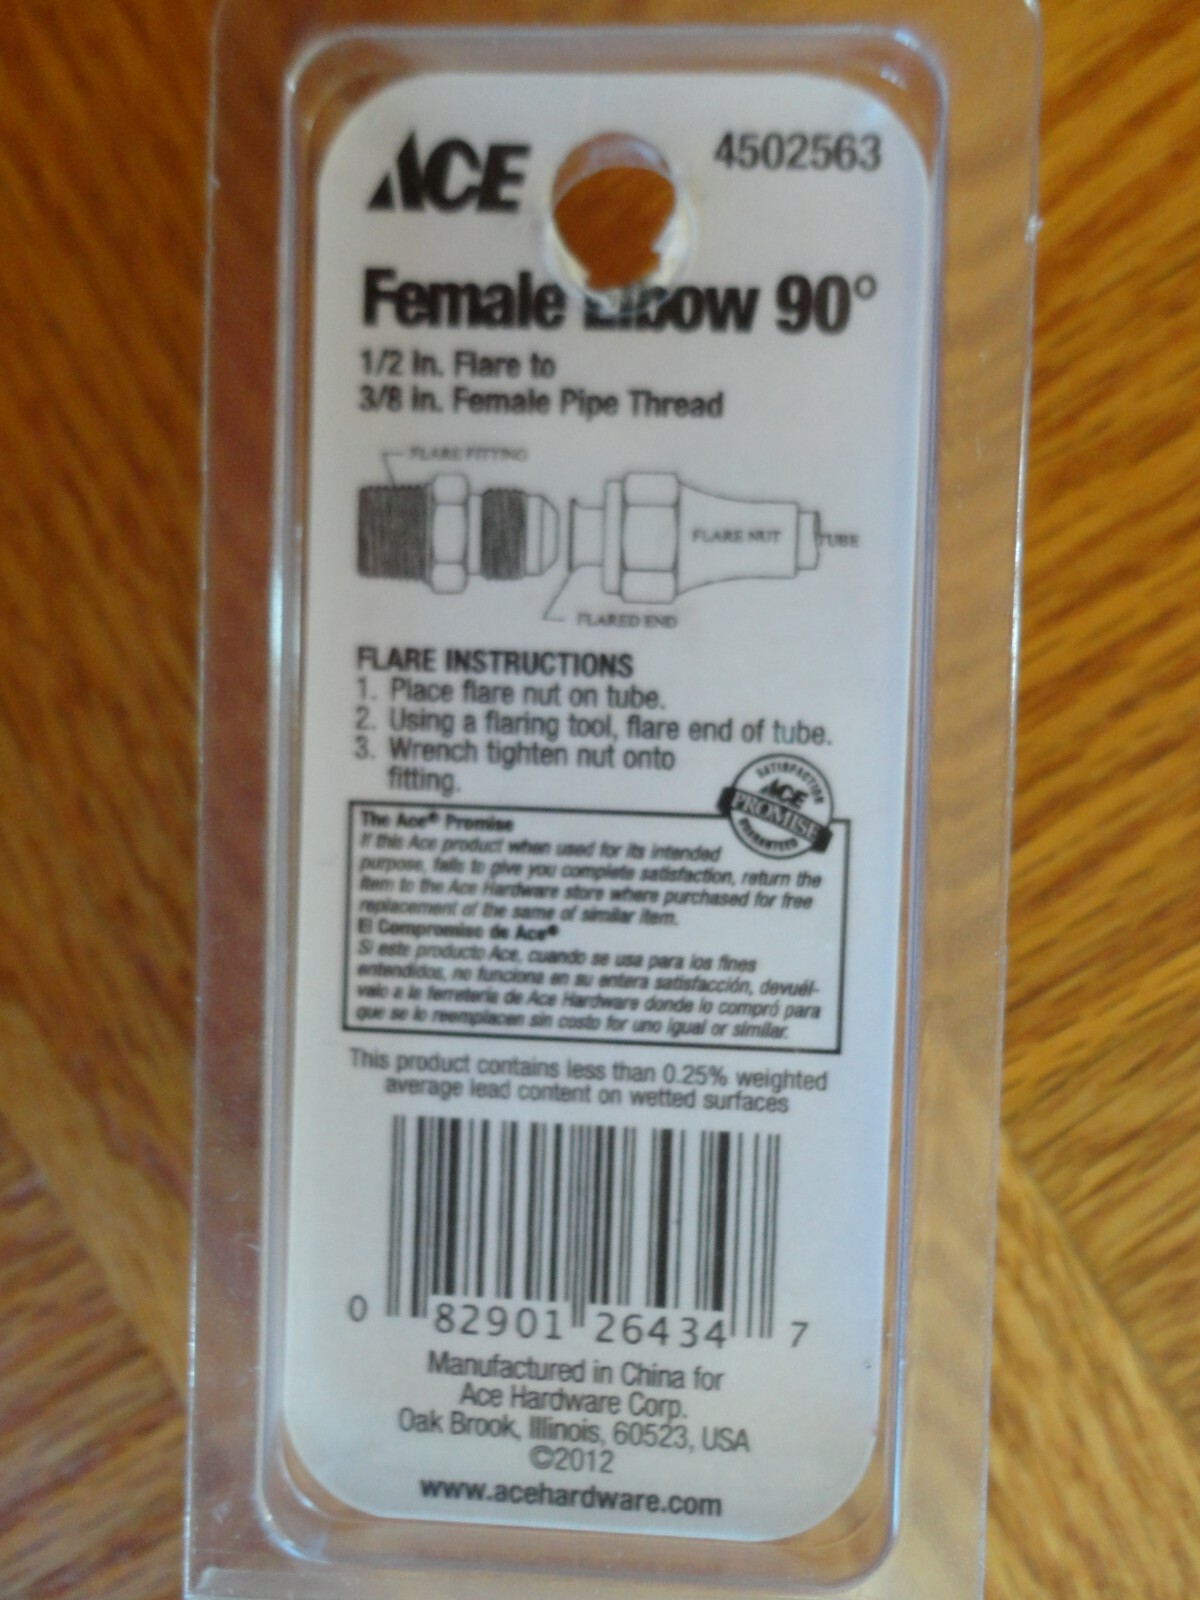 ACE
4502563
Female Elbow 90°
1/2 in. Flare to
3/8 in. Female Pipe Thread
FLARE FITTING
FLARE NUT
TUBE
FLARED END
FLARE INSTRUCTIONS
1. Place flare nut on tube.
2. Using a flaring tool, flare end of tube.
3. Wrench tighten nut onto
fitting.
SATISFACTION
ACE
PROMISE
GUARANTEED
The Ace® Promise
If this Ace product when used for its intended
purpose, fails to give you complete satisfaction, return the
item to the Ace Hardware store where purchased for free
replacement of the same of similar item.
El Compromiso de Ace®
Si este producto Ace, cuando se usa para los fines
entendidos, no funciona en su entera satisfacción, devuél-
valo a la ferretería de Ace Hardware donde lo compró para
que se lo reemplacen sin costo for uno igual or similar.
This product contains less than 0.25% weighted
average lead content on wetted surfaces
0 82901 26434 7
Manufactured in China for
Ace Hardware Corp.
Oak Brook, Illinois, 60523, USA
©2012
www.acehardware.com